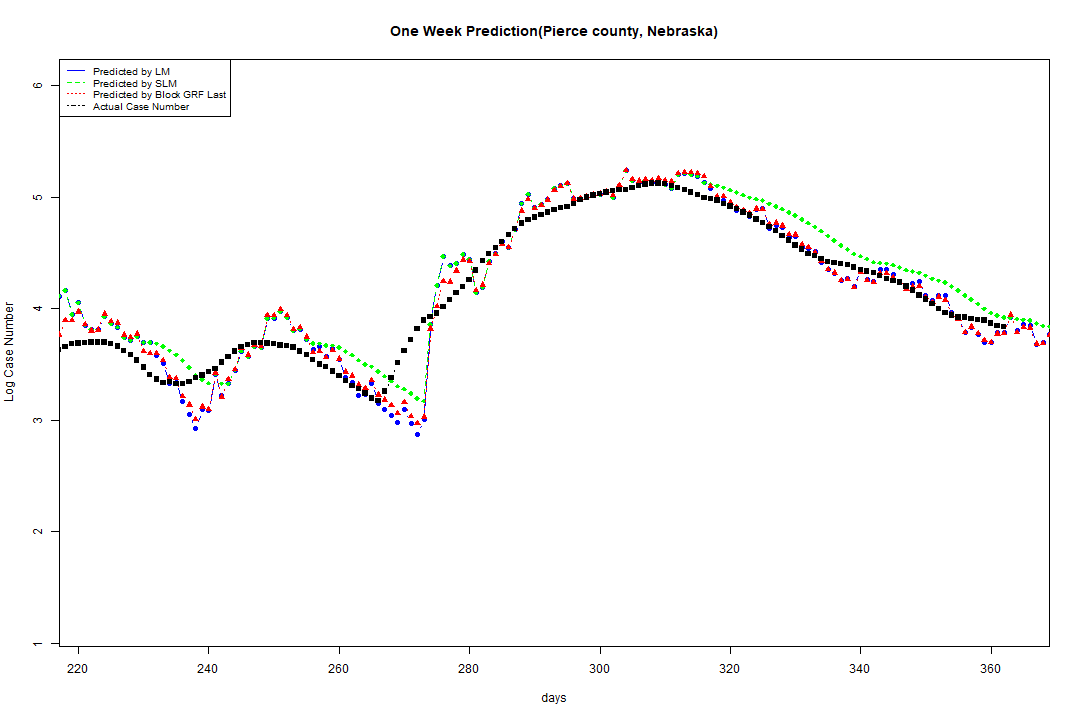 One Week Prediction(Pierce county, Nebraska)
Predicted by LM
Predicted by SLM
Predicted by Block GRF Last
Actual Case Number
6
5
4
3
2
1
Log Case Number
220 240 260 280 300 320 340 360
days